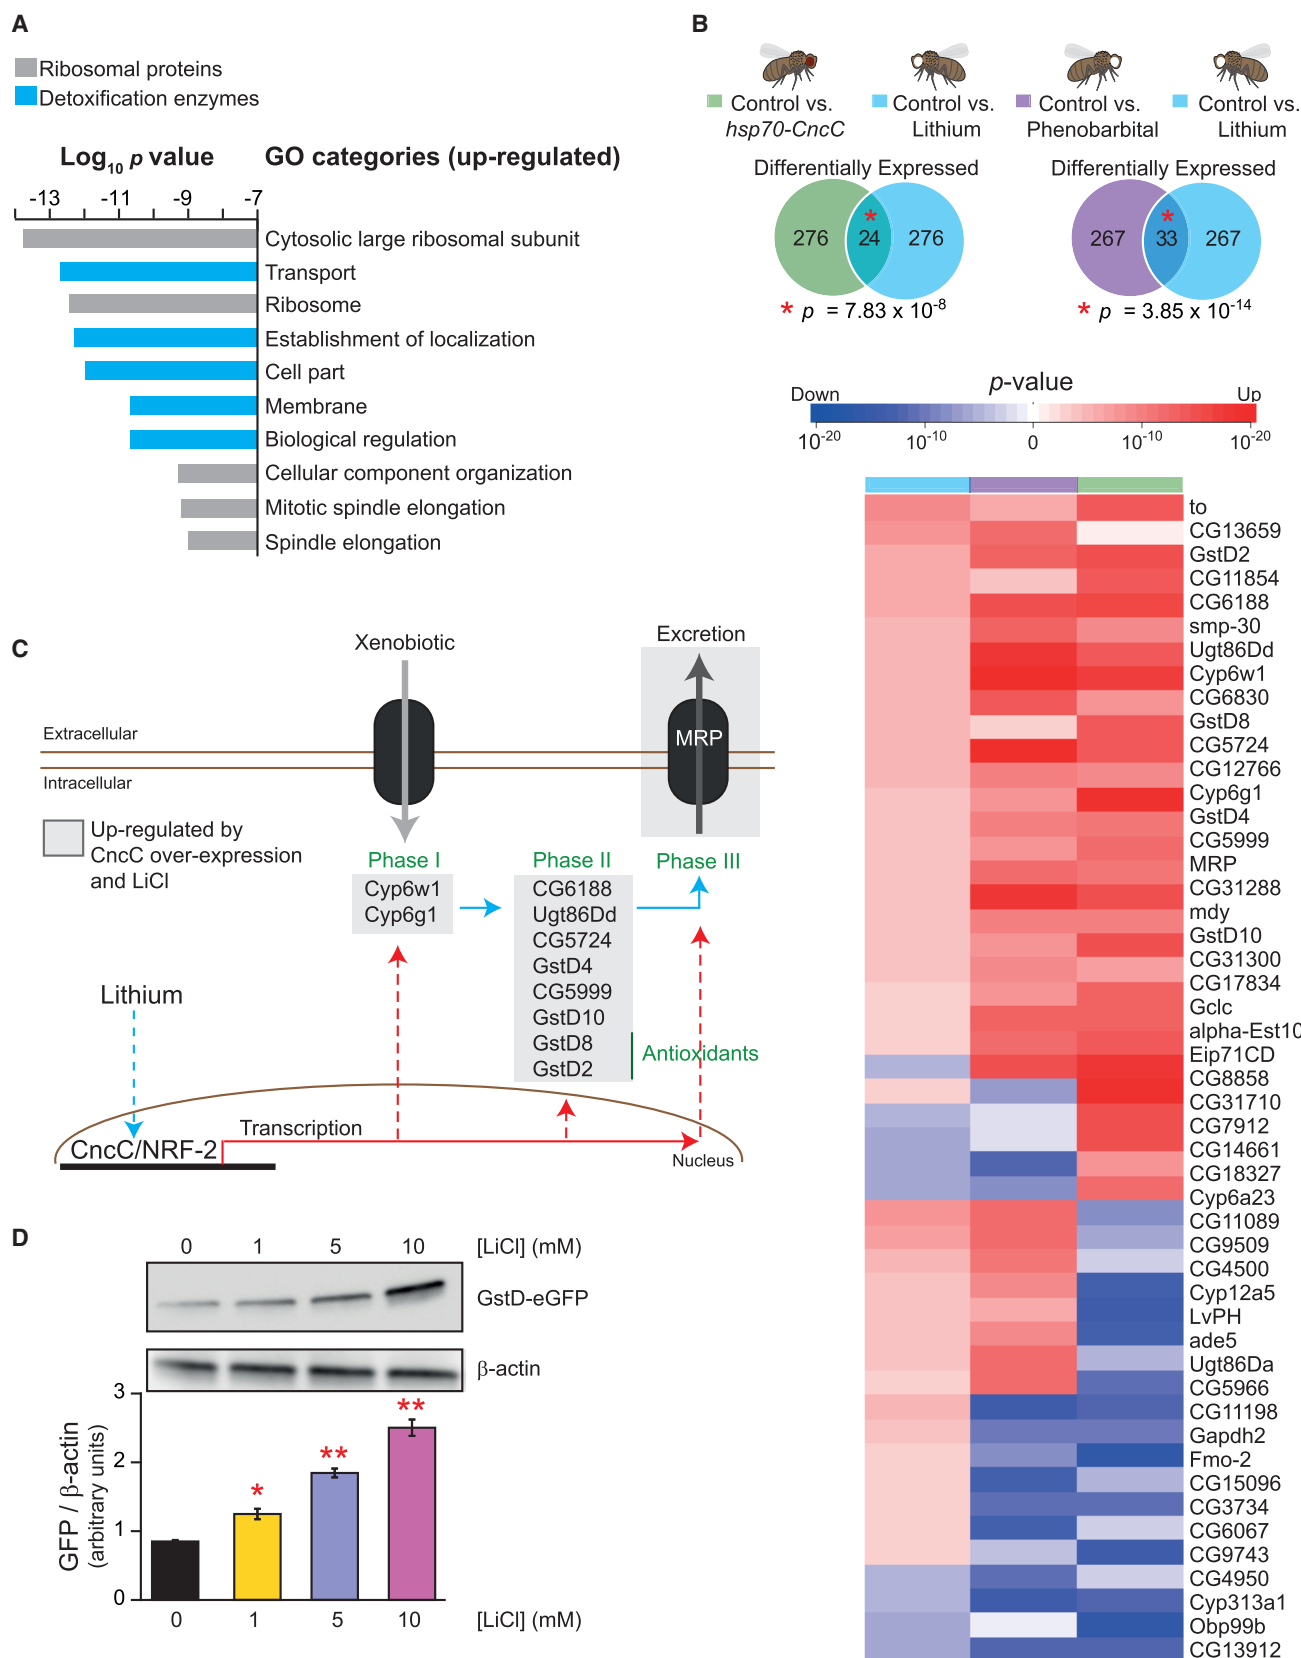 A
Ribosomal proteins
Detoxification enzymes
Log10 p value
GO categories (up-regulated)
-13 -11 -9 -7
Cytosolic large ribosomal subunit
Transport
Ribosome
Establishment of localization
Cell part
Membrane
Biological regulation
Cellular component organization
Mitotic spindle elongation
Spindle elongation
B
Control vs.
hsp70-CncC
Control vs.
Lithium
Control vs.
Phenobarbital
Control vs.
Lithium
Differentially Expressed
276 * 24 276
* p = 7.83 x 10-8
Differentially Expressed
267 * 33 267
* p = 3.85 x 10-14
p-value
Down Up
10-20 10-10 0 10-10 10-20
to
CG13659
GstD2
CG11854
CG6188
smp-30
Ugt86Dd
Cyp6w1
CG6830
GstD8
CG5724
CG12766
Cyp6g1
GstD4
CG5999
MRP
CG31288
mdy
GstD10
CG31300
CG17834
Gclc
alpha-Est10
Eip71CD
CG8858
CG31710
CG7912
CG14661
CG18327
Cyp6a23
CG11089
CG9509
CG4500
Cyp12a5
LvPH
ade5
Ugt86Da
CG5966
CG11198
Gapdh2
Fmo-2
CG15096
CG3734
CG6067
CG9743
CG4950
Cyp313a1
Obp99b
CG13912
C
Xenobiotic
Excretion
MRP
Extracellular
Intracellular
Up-regulated by
CncC over-expression
and LiCl
Phase I
Cyp6w1
Cyp6g1
Phase II
CG6188
Ugt86Dd
CG5724
GstD4
CG5999
GstD10
GstD8
GstD2
Phase III
Antioxidants
Lithium
CncC/NRF-2
Transcription
Nucleus
D
0 1 5 10 [LiCl] (mM)
GstD-eGFP
β-actin
GFP / β-actin
(arbitrary units)
3
2
1
0
* ** **
0 1 5 10 [LiCl] (mM)